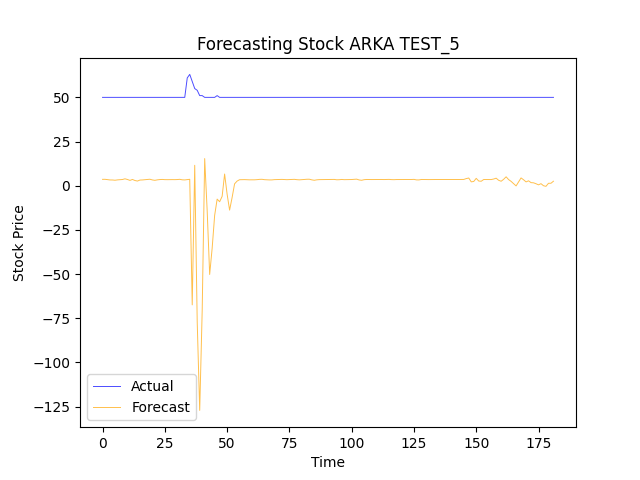 Forecasting Stock ARKA TEST_5
Stock Price
50
25
0
−25
−50
−75
−100
−125
Actual
Forecast
0 25 50 75 100 125 150 175
Time